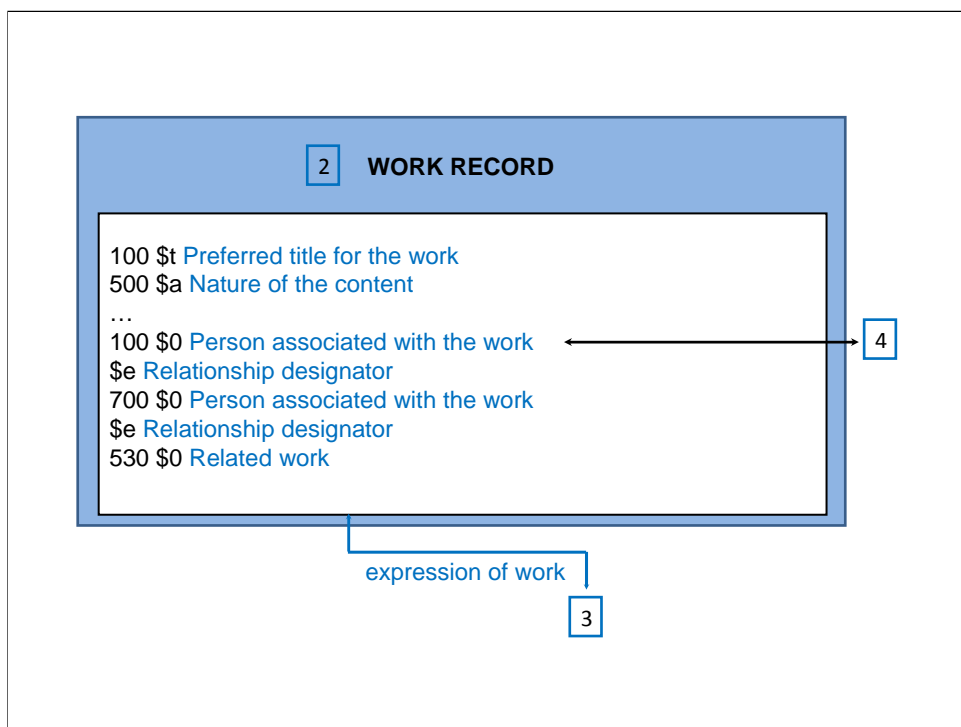 2 WORK RECORD
100 $t Preferred title for the work
500 $a Nature of the content
…
100 $0 Person associated with the work
4
$e Relationship designator
700 $0 Person associated with the work
$e Relationship designator
530 $0 Related work
expression of work
3